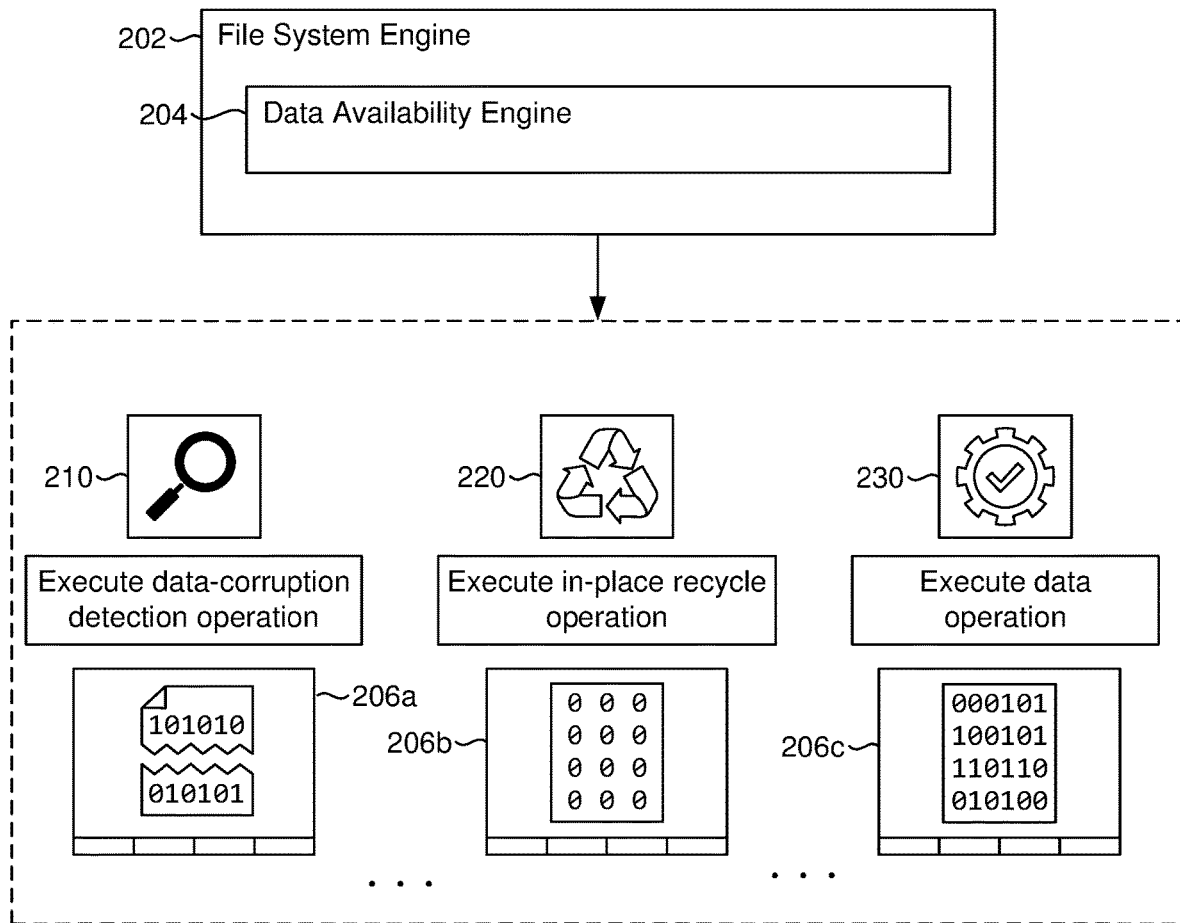 202
File System Engine
204
Data Availability Engine
210
220
230
Execute data-corruption
detection operation
Execute in-place recycle
operation
Execute data
operation
206a
101010
010101
206b
0 0 0
0 0 0
0 0 0
0 0 0
206c
000101
100101
110110
010100
. . .
. . .